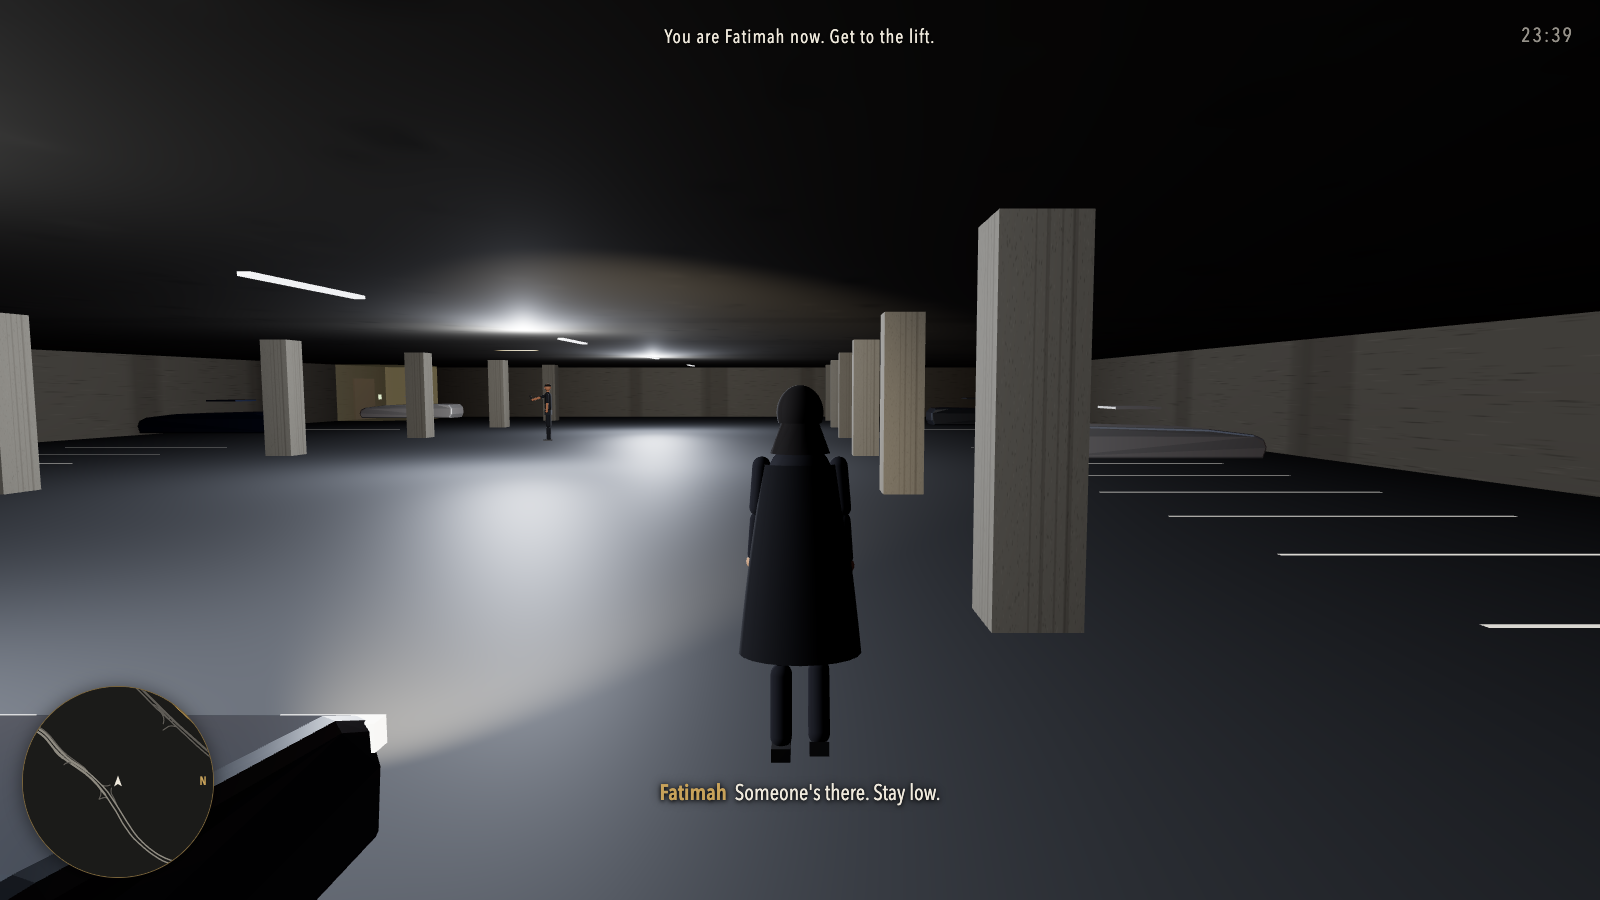 You are Fatimah now. Get to the lift.
23:39
N
Fatimah Someone's there. Stay low.